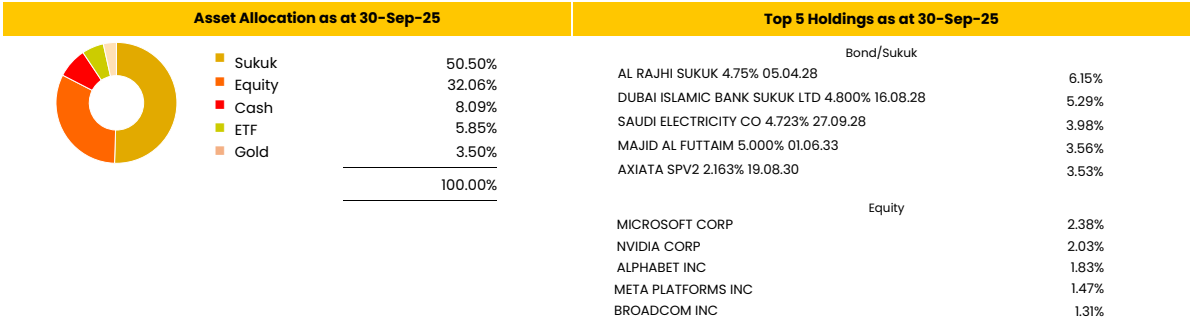 Asset Allocation as at 30-Sep-25
Sukuk 50.50%
Equity 32.06%
Cash 8.09%
ETF 5.85%
Gold 3.50%
100.00%
Top 5 Holdings as at 30-Sep-25
Bond/Sukuk
AL RAJHI SUKUK 4.75% 05.04.28 6.15%
DUBAI ISLAMIC BANK SUKUK LTD 4.800% 16.08.28 5.29%
SAUDI ELECTRICITY CO 4.723% 27.09.28 3.98%
MAJID AL FUTTAIM 5.000% 01.06.33 3.56%
AXIATA SPV2 2.163% 19.08.30 3.53%
Equity
MICROSOFT CORP 2.38%
NVIDIA CORP 2.03%
ALPHABET INC 1.83%
META PLATFORMS INC 1.47%
BROADCOM INC 1.31%